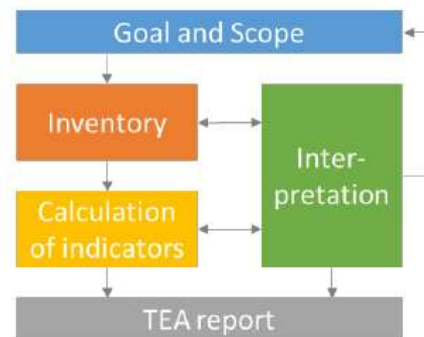 Goal and Scope
Inventory
Inter-
pretation
Calculation
of indicators
TEA report